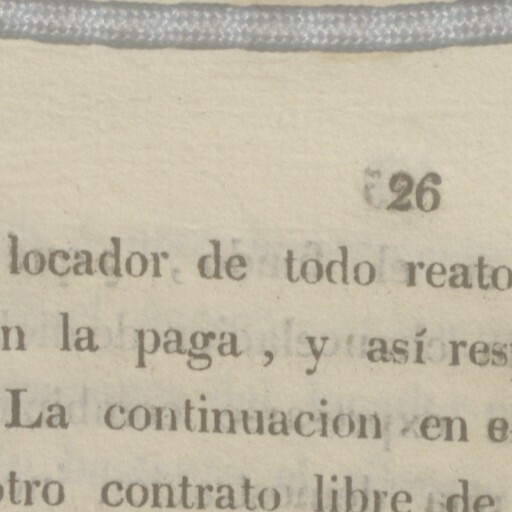 26
locador de todo reato
n la paga, y así res
La continuacion en e
otro contrato libre de